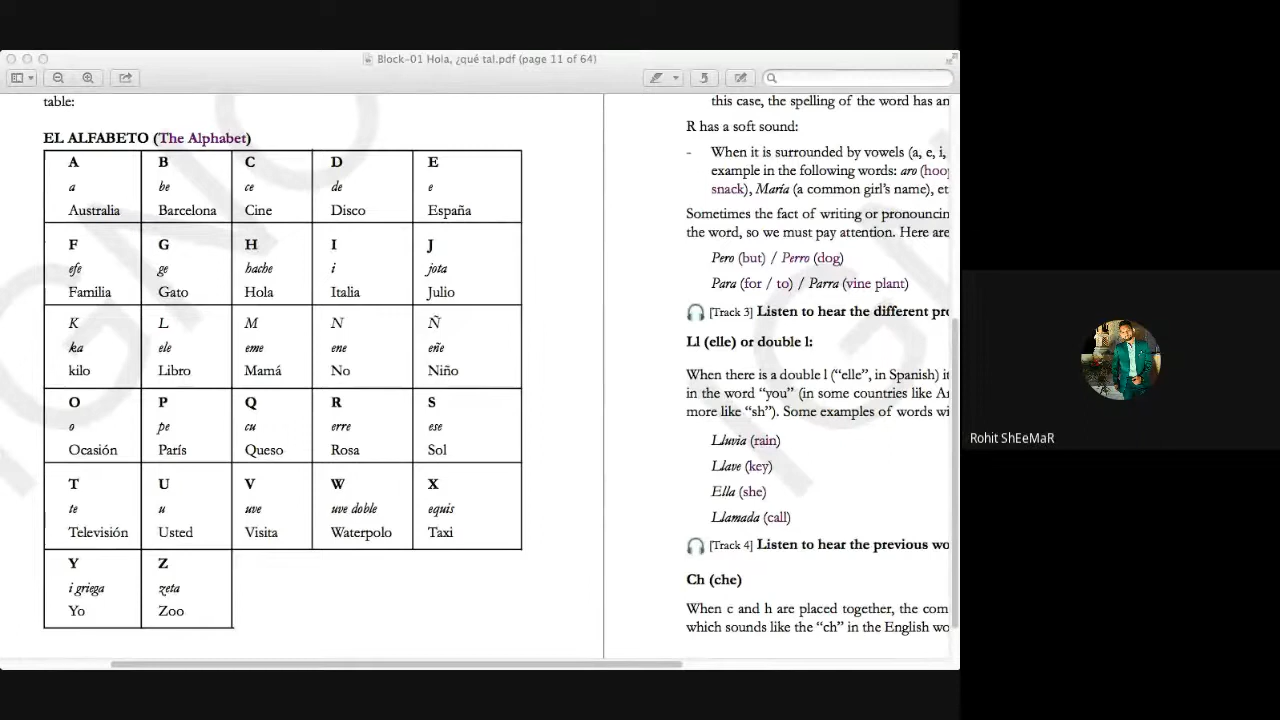 Block-01 Hola, ¿qué tal.pdf (page 11 of 64)
table:
EL ALFABETO (The Alphabet)
A B C D E
a be ce de e
Australia Barcelona Cine Disco España
F G H I J
efe ge hache i jota
Familia Gato Hola Italia Julio
K L M N Ñ
ka ele eme ene eñe
kilo Libro Mamá No Niño
O P Q R S
o pe cu erre ese
Ocasión París Queso Rosa Sol
T U V W X
te u uve uve doble equis
Televisión Usted Visita Waterpolo Taxi
Y Z
i griega zeta
Yo Zoo
this case, the spelling of the word has an
R has a soft sound:
- When it is surrounded by vowels (a, e, i,
example in the following words: aro (hoop
snack), María (a common girl's name), et
Sometimes the fact of writing or pronouncin
the word, so we must pay attention. Here are
Pero (but) / Perro (dog)
Para (for / to) / Parra (vine plant)
[Track 3] Listen to hear the different pro
Ll (elle) or double l:
When there is a double l ("elle", in Spanish) it
in the word "you" (in some countries like Ar
more like "sh"). Some examples of words wi
Lluvia (rain)
Llave (key)
Ella (she)
Llamada (call)
[Track 4] Listen to hear the previous wo
Ch (che)
When c and h are placed together, the com
which sounds like the "ch" in the English wo
Rohit ShEeMaR